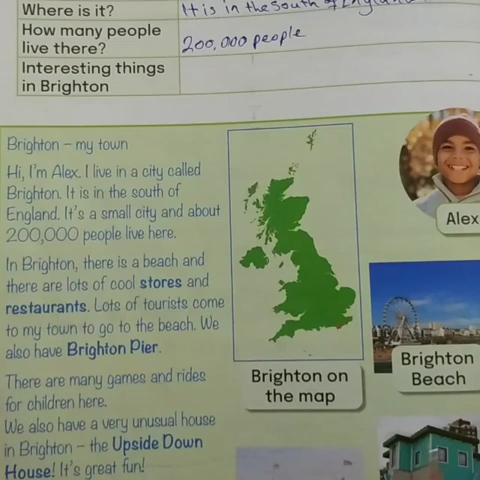 Where is it?
It is in the South of England
How many people
live there?
200,000 people
Interesting things
in Brighton
Brighton – my town
Hi, I'm Alex. I live in a city called
Brighton. It is in the south of
England. It's a small city and about
200,000 people live here.
In Brighton, there is a beach and
there are lots of cool stores and
restaurants. Lots of tourists come
to my town to go to the beach. We
also have Brighton Pier.
There are many games and rides
for children here.
We also have a very unusual house
in Brighton – the Upside Down
House! It's great fun!
Brighton on
the map
Alex
Brighton
Beach